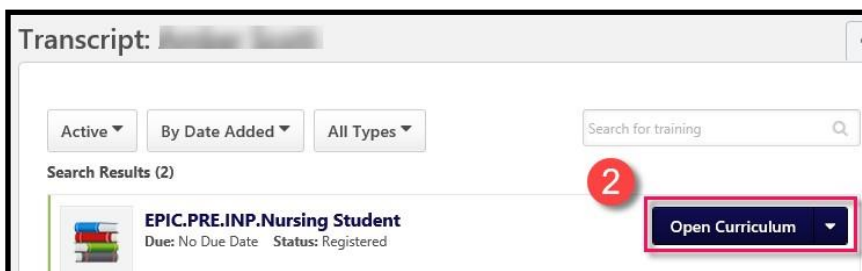 Transcript:
Active By Date Added All Types Search for training
Search Results (2)
2
EPIC.PRE.INP.Nursing Student
Open Curriculum
Due: No Due Date Status: Registered